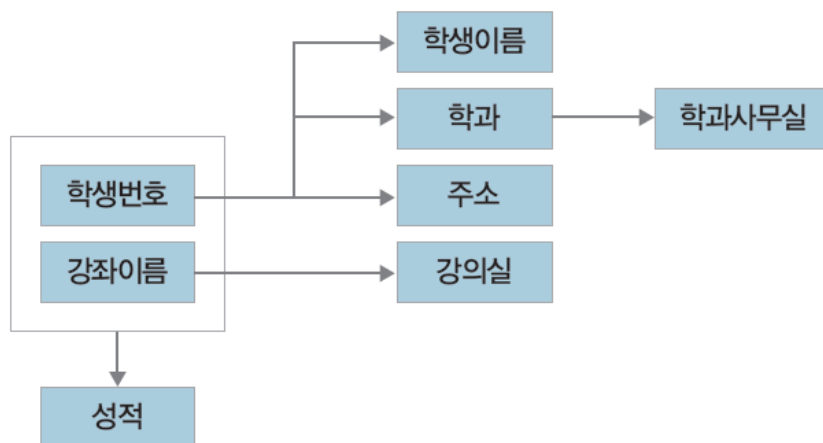 학생이름
학과
학과사무실
학생번호
주소
강좌이름
강의실
성적